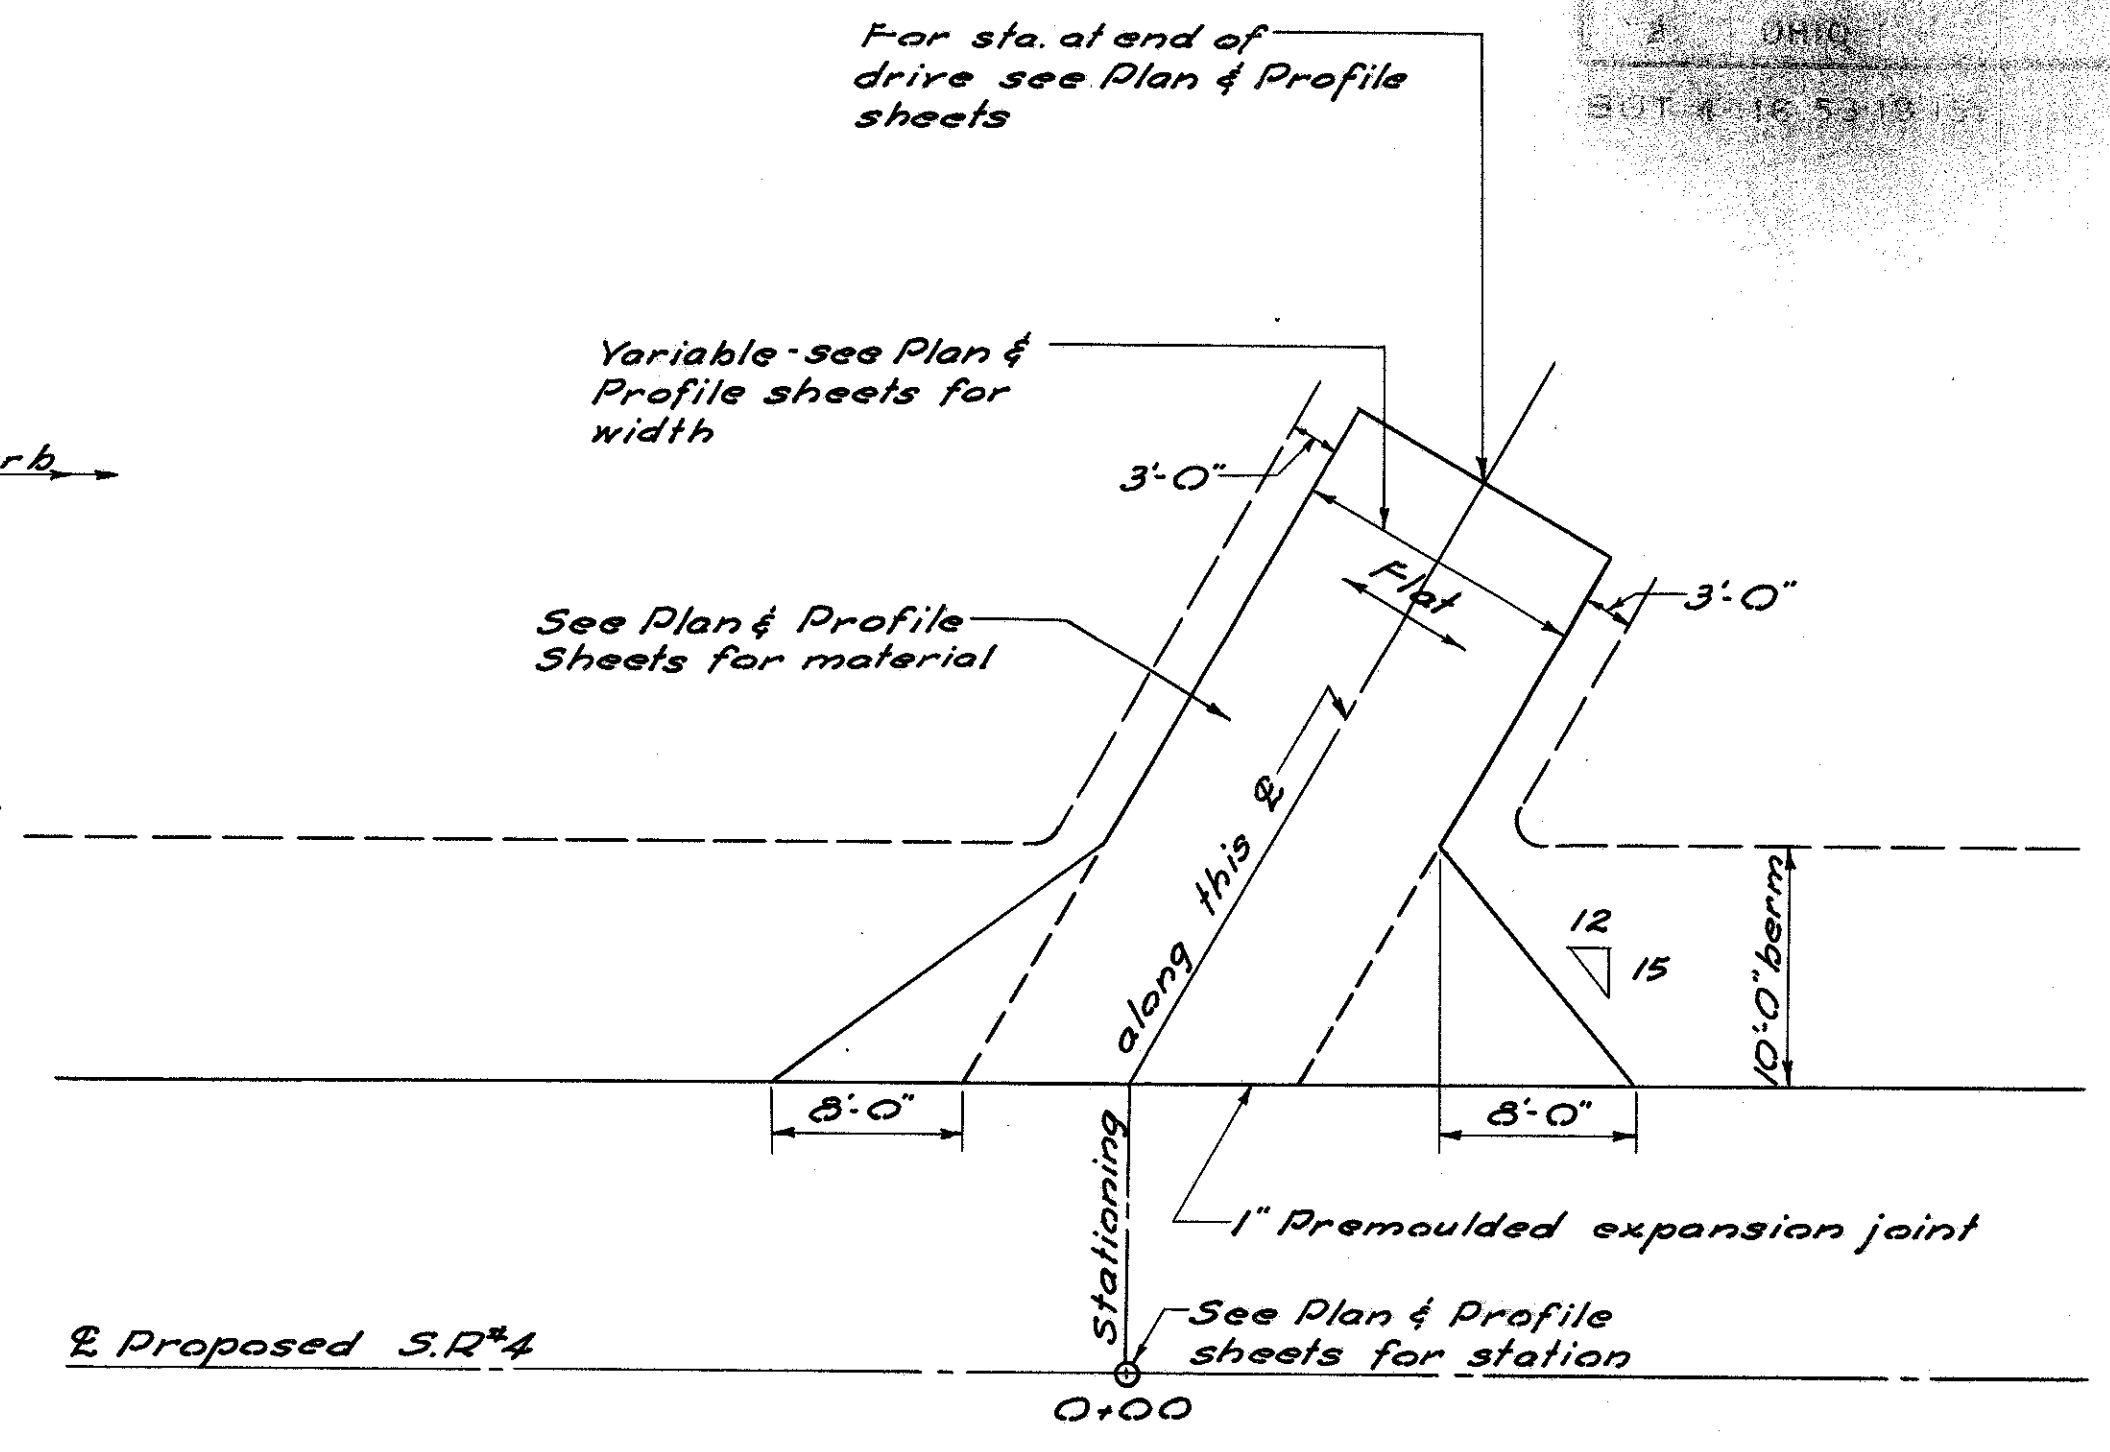 For sta. at end of
drive see Plan & Profile
sheets
OHIO
Variable - see Plan &
Profile sheets for
width
3'-0"
rb
Flat
3'-0"
See Plan & Profile
Sheets for material
along this ℄
12
15
10'-0" berm
8'-0"
8'-0"
Stationing
1" Premoulded expansion joint
℄ Proposed S.R#4
See Plan & Profile
sheets for station
0+00